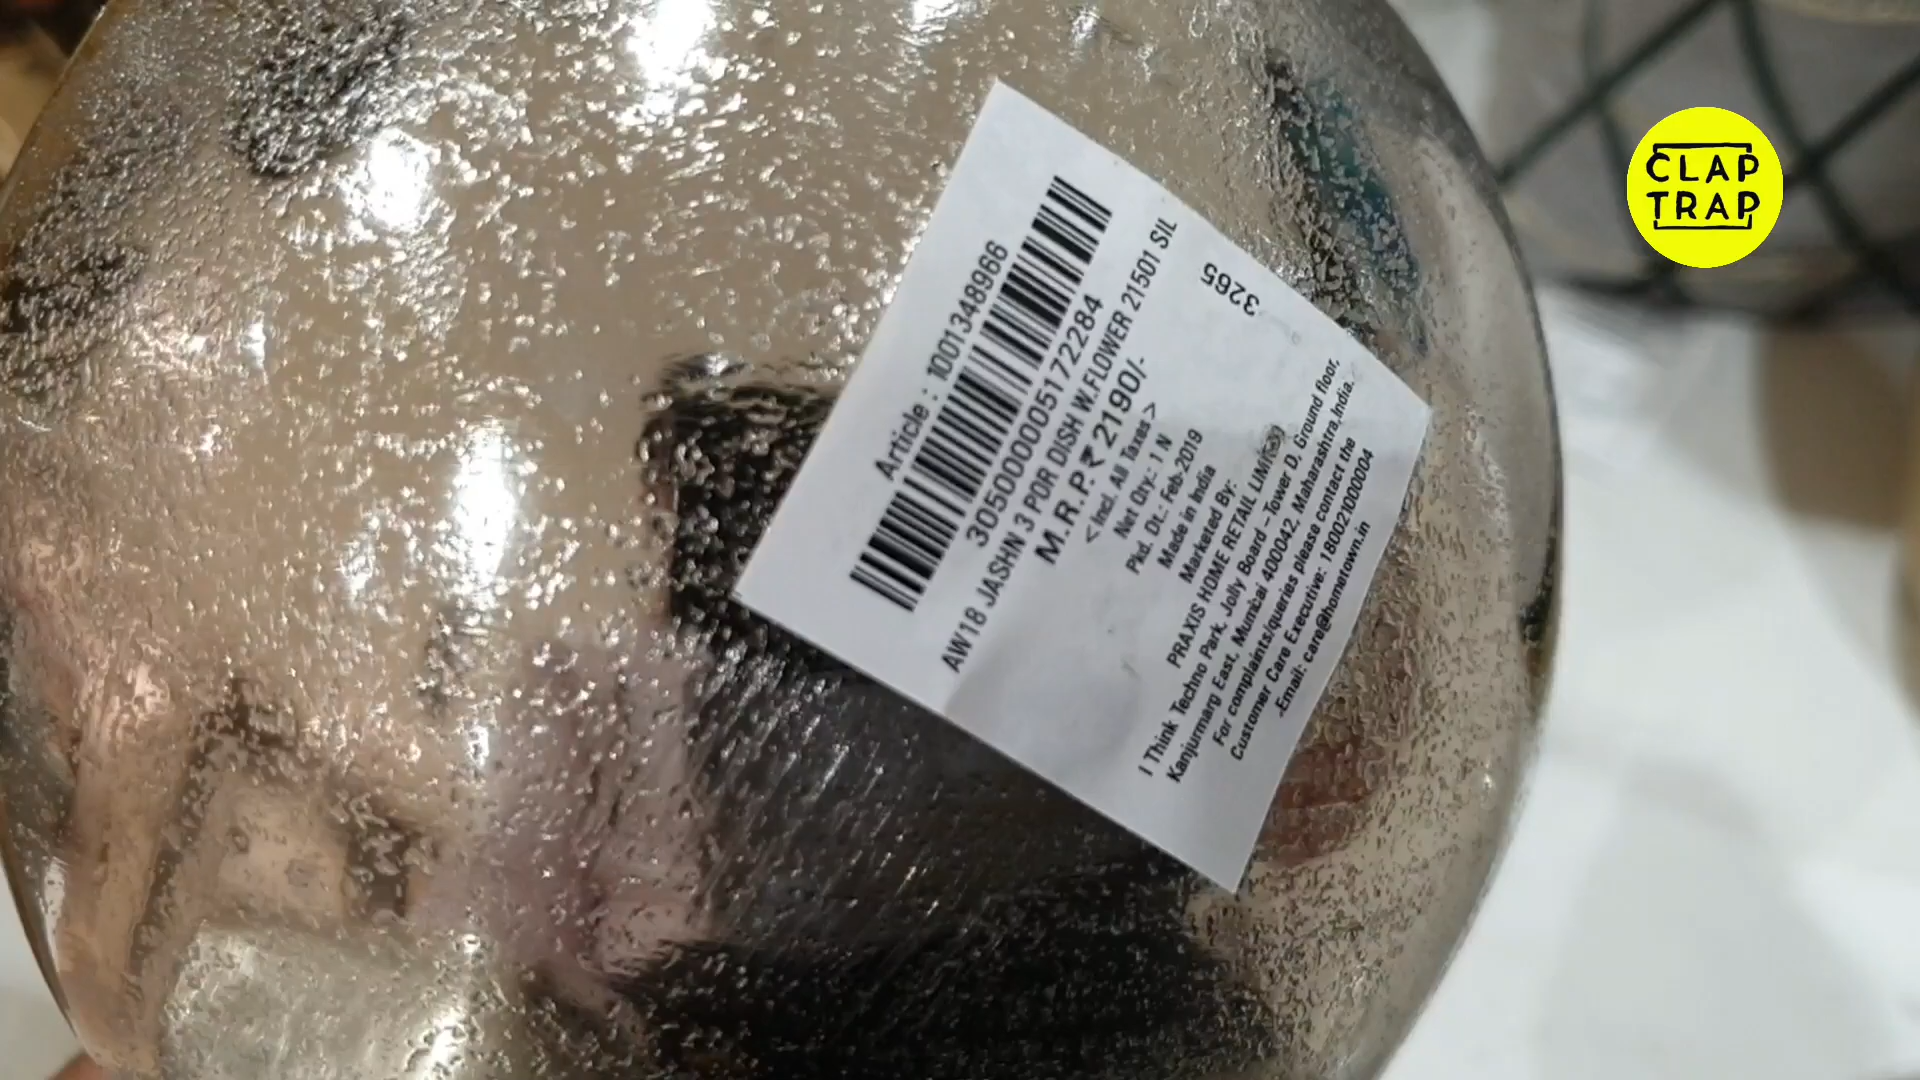 Article : 1001348966
3050000005172284
AW18 JASHN 3 POR DISH W.FLOWER 21501 SIL
M.R.P.₹ 2190/-
< Incl. All Taxes >
Net Qty.: 1 N
Pkd. Dt.: Feb-2019
Made in India
Marketed By:
PRAXIS HOME RETAIL LIMITED
I Think Techno Park, Jolly Board -Tower D, Ground floor,
Kanjurmarg East, Mumbai 400042, Maharashtra,India.
For complaints/queries please contact the
Customer Care Executive: 180021000004
Email: care@hometown.in
3265
CLAP
TRAP